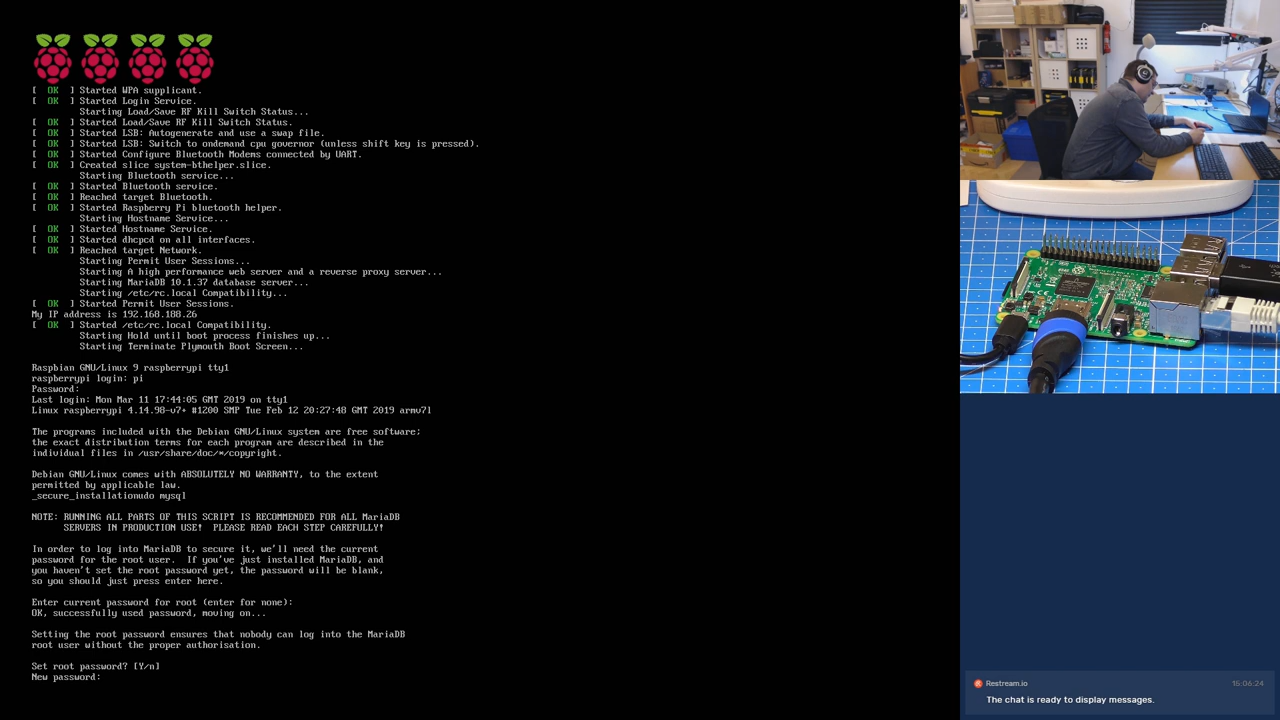 [  OK  ] Started WPA supplicant.
[  OK  ] Started Login Service.
Starting Load/Save RF Kill Switch Status...
[  OK  ] Started Load/Save RF Kill Switch Status.
[  OK  ] Started LSB: Autogenerate and use a swap file.
[  OK  ] Started LSB: Switch to ondemand cpu governor (unless shift key is pressed).
[  OK  ] Started Configure Bluetooth Modems connected by UART.
[  OK  ] Created slice system-bthelper.slice.
Starting Bluetooth service...
[  OK  ] Started Bluetooth service.
[  OK  ] Reached target Bluetooth.
[  OK  ] Started Raspberry Pi bluetooth helper.
Starting Hostname Service...
[  OK  ] Started Hostname Service.
[  OK  ] Started dhcpcd on all interfaces.
[  OK  ] Reached target Network.
Starting Permit User Sessions...
Starting A high performance web server and a reverse proxy server...
Starting MariaDB 10.1.37 database server...
Starting /etc/rc.local Compatibility...
[  OK  ] Started Permit User Sessions.
My IP address is 192.168.188.26
[  OK  ] Started /etc/rc.local Compatibility.
Starting Hold until boot process finishes up...
Starting Terminate Plymouth Boot Screen...
Raspbian GNU/Linux 9 raspberrypi tty1
raspberrypi login: pi
Password:
Last login: Mon Mar 11 17:44:05 GMT 2019 on tty1
Linux raspberrypi 4.14.98-v7+ #1200 SMP Tue Feb 12 20:27:48 GMT 2019 armv7l
The programs included with the Debian GNU/Linux system are free software;
the exact distribution terms for each program are described in the
individual files in /usr/share/doc/*/copyright.
Debian GNU/Linux comes with ABSOLUTELY NO WARRANTY, to the extent
permitted by applicable law.
_secure_installationudo mysql
NOTE: RUNNING ALL PARTS OF THIS SCRIPT IS RECOMMENDED FOR ALL MariaDB
SERVERS IN PRODUCTION USE!  PLEASE READ EACH STEP CAREFULLY!
In order to log into MariaDB to secure it, we'll need the current
password for the root user.  If you've just installed MariaDB, and
you haven't set the root password yet, the password will be blank,
so you should just press enter here.
Enter current password for root (enter for none):
OK, successfully used password, moving on...
Setting the root password ensures that nobody can log into the MariaDB
root user without the proper authorisation.
Set root password? [Y/n]
New password:
Restream.io 15:06:24
The chat is ready to display messages.